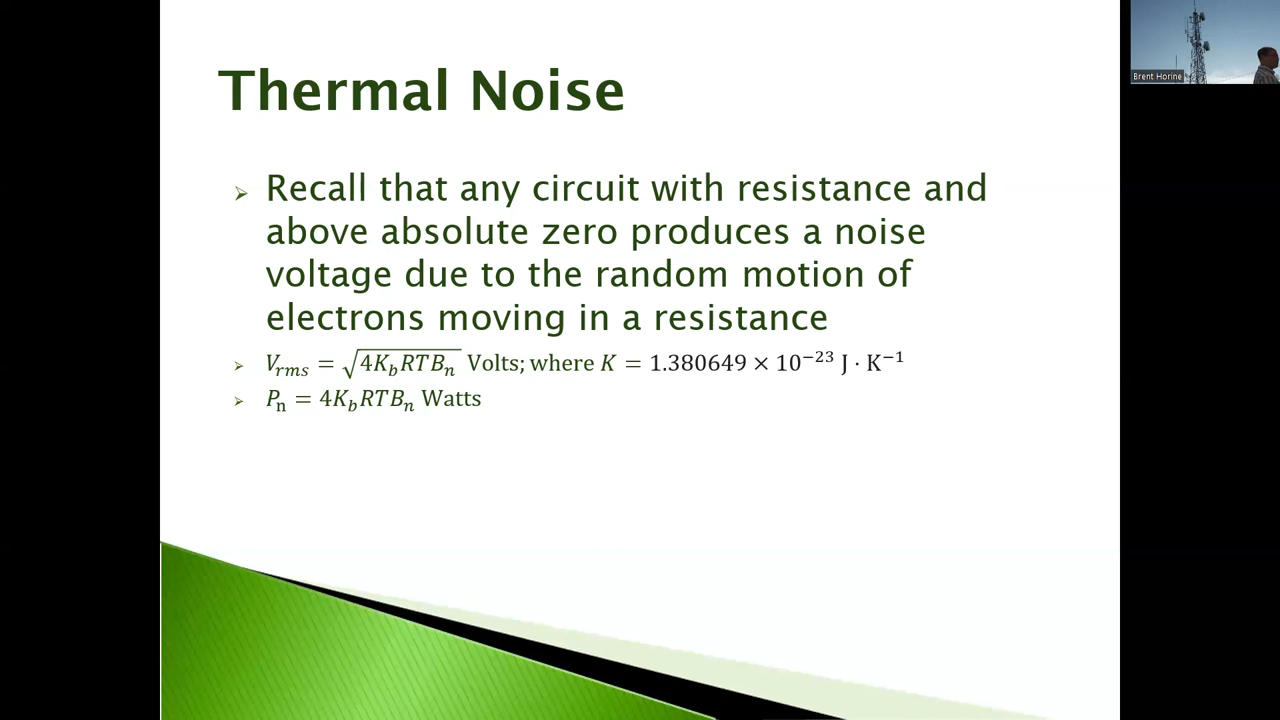 Thermal Noise
Recall that any circuit with resistance and
above absolute zero produces a noise
voltage due to the random motion of
electrons moving in a resistance
V_{rms} = √(4K_bRTB_n) Volts; where K = 1.380649 × 10^{−23} J · K^{−1}
P_n = 4K_bRTB_n Watts
Brent Horine